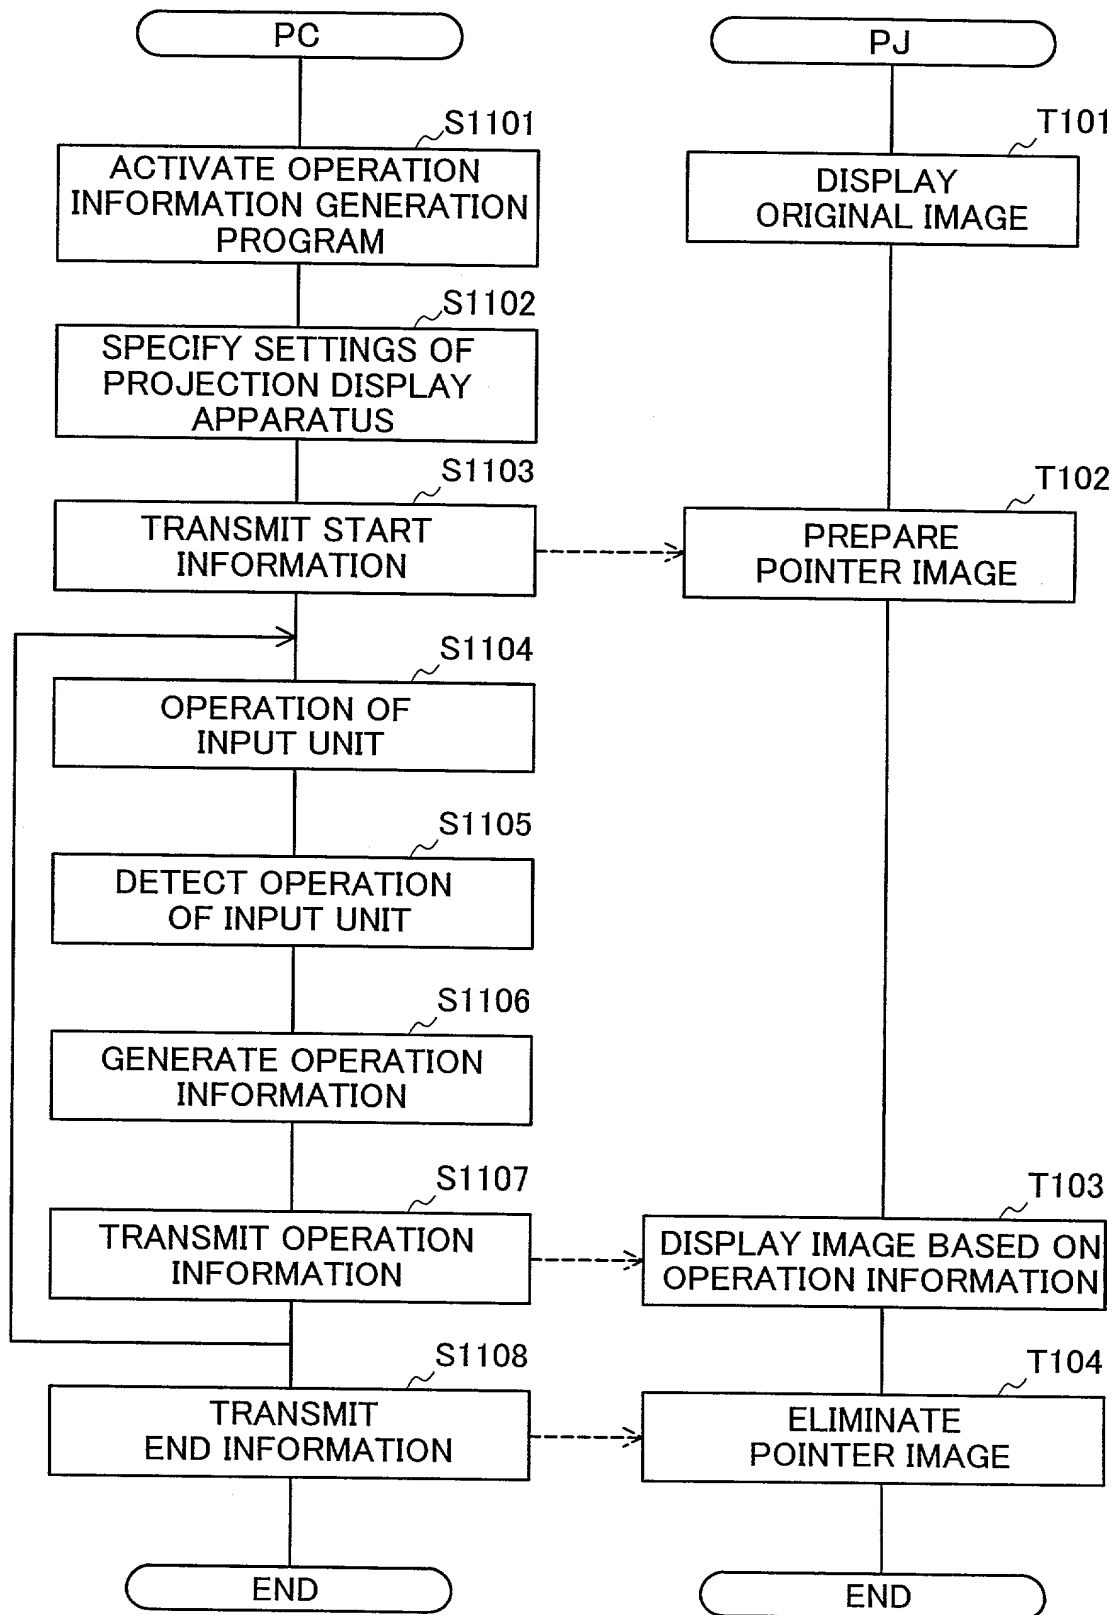 PC
S1101
ACTIVATE OPERATION
INFORMATION GENERATION
PROGRAM
S1102
SPECIFY SETTINGS OF
PROJECTION DISPLAY
APPARATUS
S1103
TRANSMIT START
INFORMATION
S1104
OPERATION OF
INPUT UNIT
S1105
DETECT OPERATION
OF INPUT UNIT
S1106
GENERATE OPERATION
INFORMATION
S1107
TRANSMIT OPERATION
INFORMATION
S1108
TRANSMIT
END INFORMATION
END
PJ
T101
DISPLAY
ORIGINAL IMAGE
T102
PREPARE
POINTER IMAGE
T103
DISPLAY IMAGE BASED ON
OPERATION INFORMATION
T104
ELIMINATE
POINTER IMAGE
END